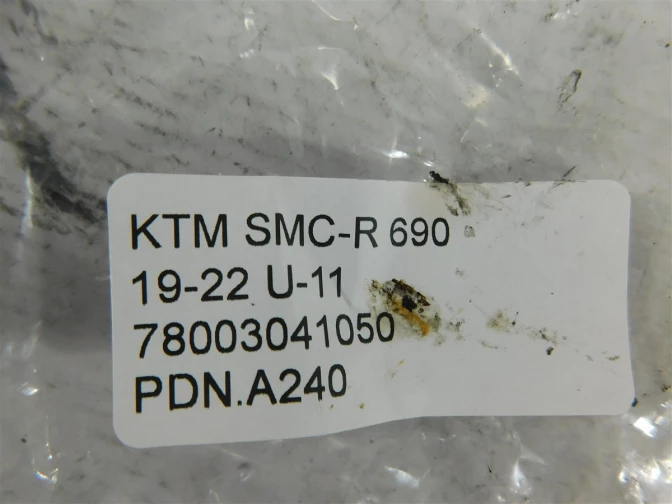 KTM SMC-R 690
19-22 U-11
78003041050
PDN.A240